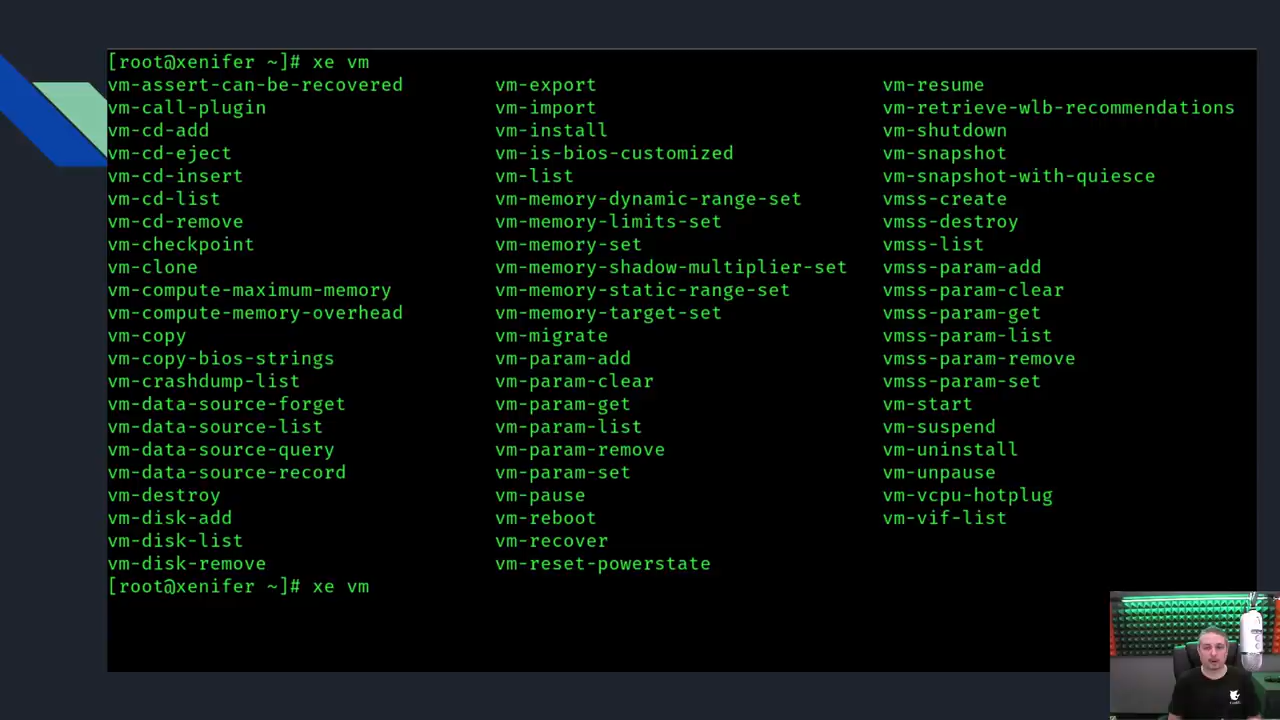 [root@xenifer ~]# xe vm
vm-assert-can-be-recovered vm-export vm-resume
vm-call-plugin vm-import vm-retrieve-wlb-recommendations
vm-cd-add vm-install vm-shutdown
vm-cd-eject vm-is-bios-customized vm-snapshot
vm-cd-insert vm-list vm-snapshot-with-quiesce
vm-cd-list vm-memory-dynamic-range-set vmss-create
vm-cd-remove vm-memory-limits-set vmss-destroy
vm-checkpoint vm-memory-set vmss-list
vm-clone vm-memory-shadow-multiplier-set vmss-param-add
vm-compute-maximum-memory vm-memory-static-range-set vmss-param-clear
vm-compute-memory-overhead vm-memory-target-set vmss-param-get
vm-copy vm-migrate vmss-param-list
vm-copy-bios-strings vm-param-add vmss-param-remove
vm-crashdump-list vm-param-clear vmss-param-set
vm-data-source-forget vm-param-get vm-start
vm-data-source-list vm-param-list vm-suspend
vm-data-source-query vm-param-remove vm-uninstall
vm-data-source-record vm-param-set vm-unpause
vm-destroy vm-pause vm-vcpu-hotplug
vm-disk-add vm-reboot vm-vif-list
vm-disk-list vm-recover
vm-disk-remove vm-reset-powerstate
[root@xenifer ~]# xe vm